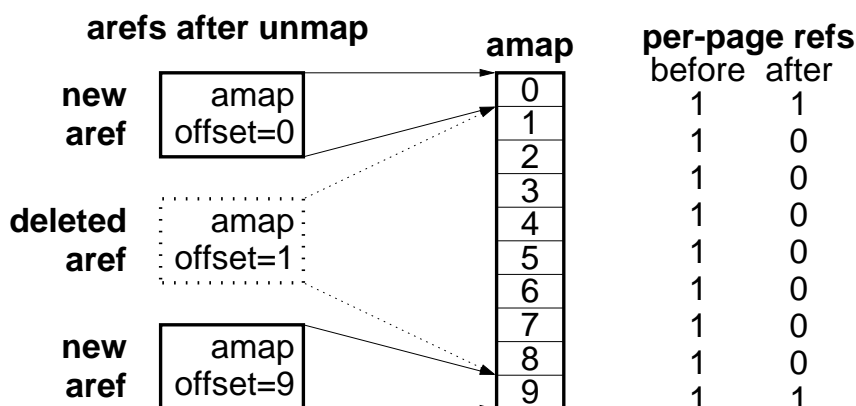 arefs after unmap
amap
per-page refs
before after
new
aref
amap
offset=0
deleted
aref
amap
offset=1
new
aref
amap
offset=9
0
1
2
3
4
5
6
7
8
9
1 1
1 0
1 0
1 0
1 0
1 0
1 0
1 0
1 1